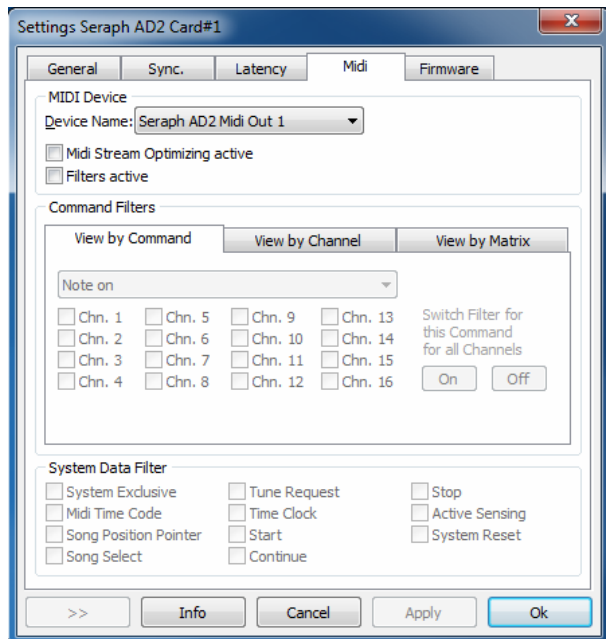 Settings Seraph AD2 Card#1
General Sync. Latency Midi Firmware
MIDI Device
Device Name: Seraph AD2 Midi Out 1
Midi Stream Optimizing active
Filters active
Command Filters
View by Command View by Channel View by Matrix
Note on
Chn. 1 Chn. 5 Chn. 9 Chn. 13 Switch Filter for
Chn. 2 Chn. 6 Chn. 10 Chn. 14 this Command
Chn. 3 Chn. 7 Chn. 11 Chn. 15 for all Channels
Chn. 4 Chn. 8 Chn. 12 Chn. 16 On Off
System Data Filter
System Exclusive Tune Request Stop
Midi Time Code Time Clock Active Sensing
Song Position Pointer Start System Reset
Song Select Continue
>> Info Cancel Apply Ok